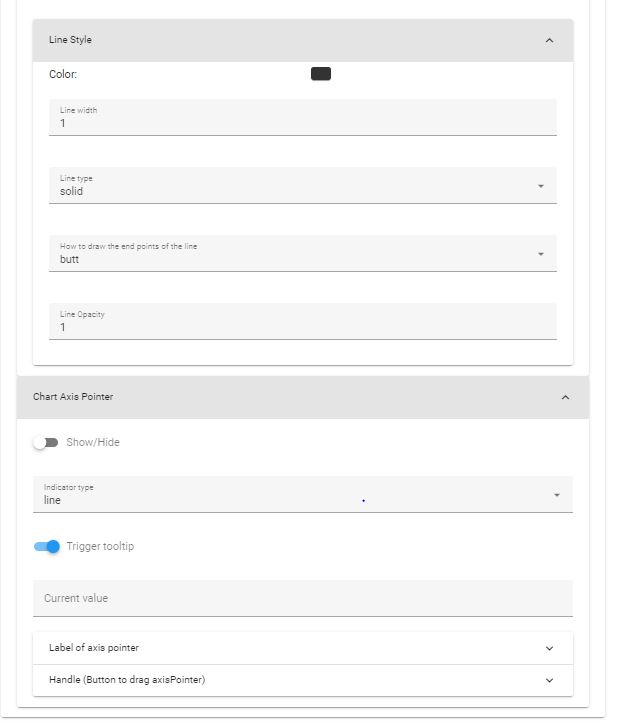 Line Style
Color:
Line width
1
Line type
solid
How to draw the end points of the line
butt
Line Opacity
1
Chart Axis Pointer
Show/Hide
Indicator type
line
Trigger tooltip
Current value
Label of axis pointer
Handle (Button to drag axisPointer)